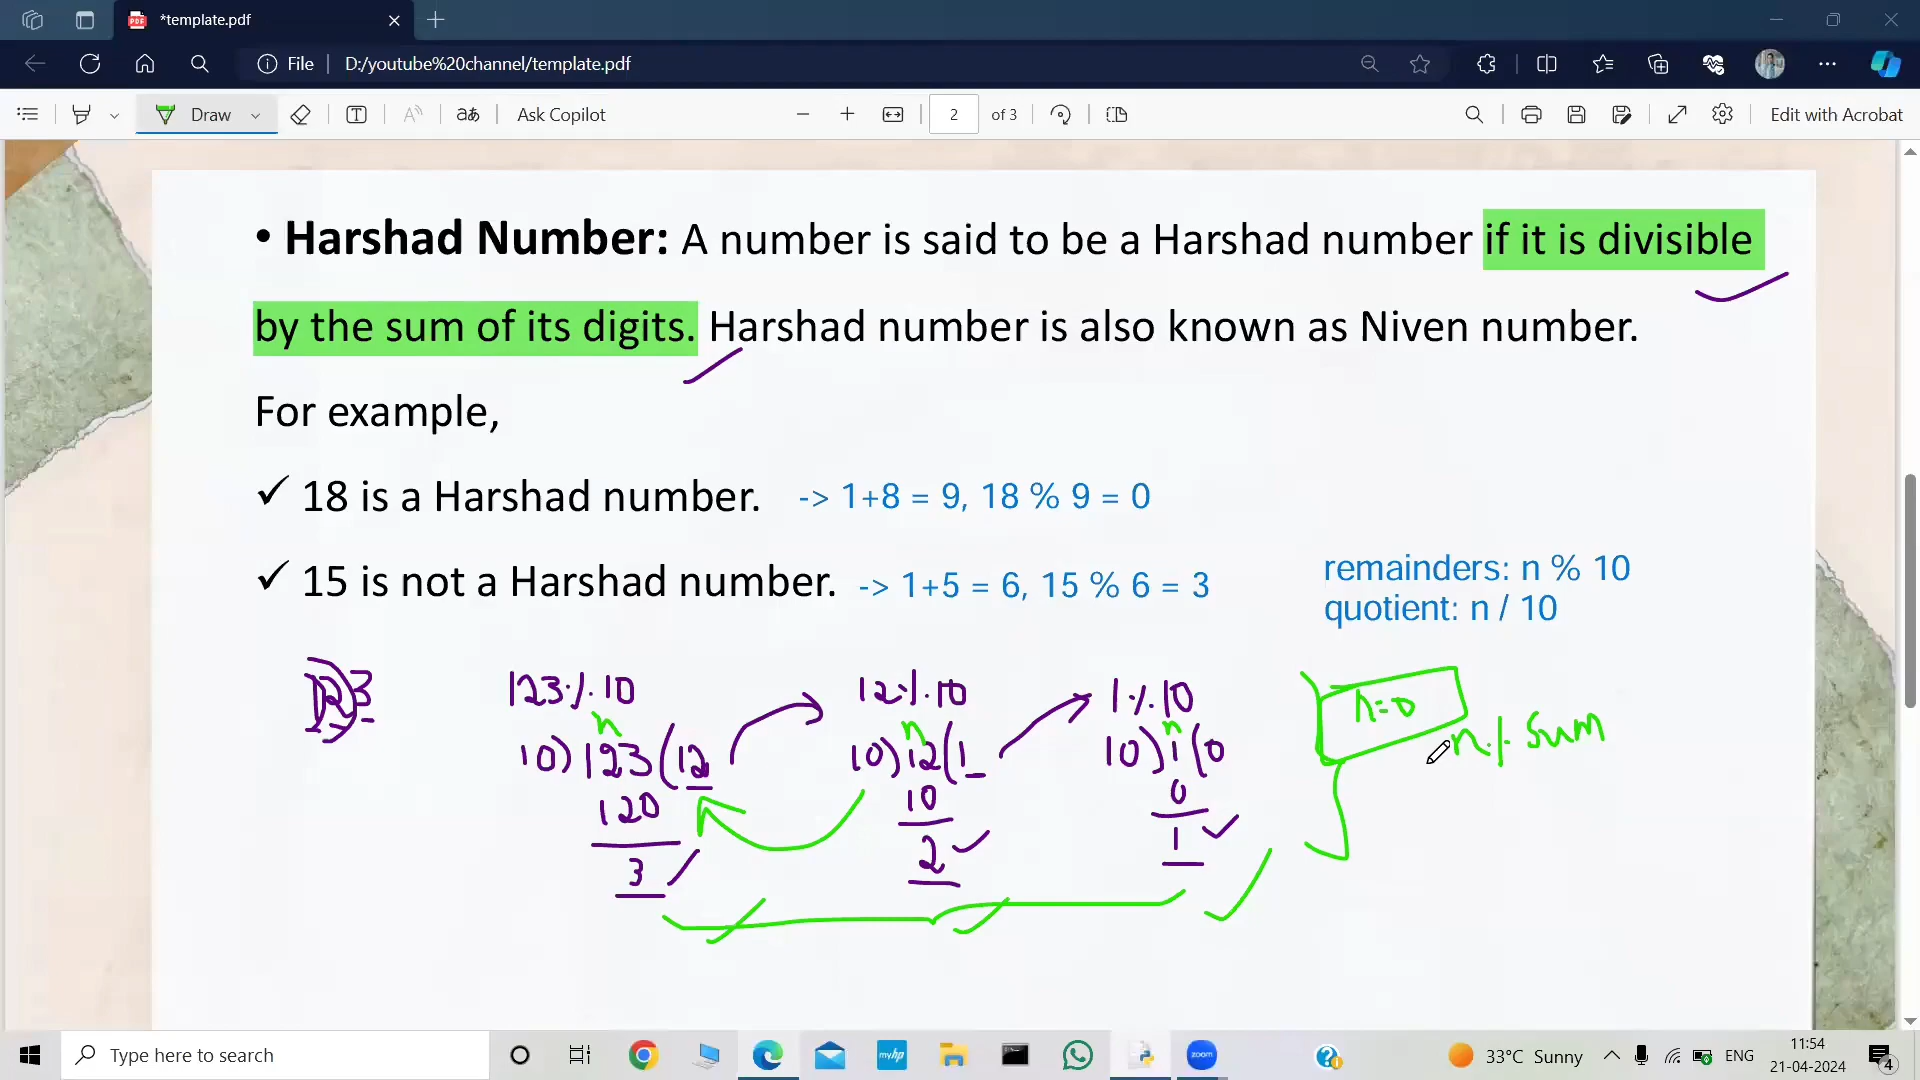 *template.pdf
File
D:/youtube%20channel/template.pdf
Draw
Ask Copilot
2
of 3
Edit with Acrobat
• Harshad Number: A number is said to be a Harshad number if it is divisible
by the sum of its digits. Harshad number is also known as Niven number.
For example,
✓ 18 is a Harshad number. -> 1+8 = 9, 18 % 9 = 0
✓ 15 is not a Harshad number. -> 1+5 = 6, 15 % 6 = 3
remainders: n % 10
quotient: n / 10
123 123%10 12%10 1%10 n=0
n n n n% Sum
10)123(12 10)12(1 10)1(0
120 10 0
3 2 1
Type here to search
33°C Sunny
ENG
11:54
21-04-2024
4
myhp
zoom